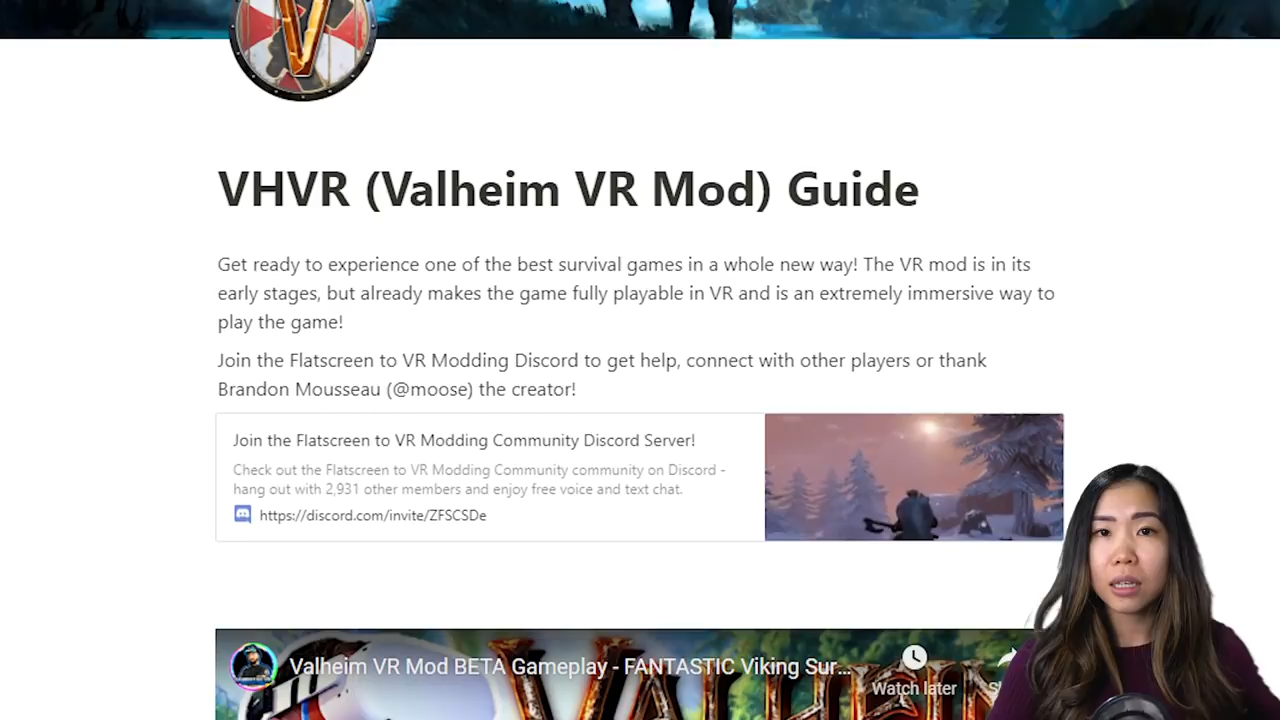 V
VHVR (Valheim VR Mod) Guide
Get ready to experience one of the best survival games in a whole new way! The VR mod is in its
early stages, but already makes the game fully playable in VR and is an extremely immersive way to
play the game!
Join the Flatscreen to VR Modding Discord to get help, connect with other players or thank
Brandon Mousseau (@moose) the creator!
Join the Flatscreen to VR Modding Community Discord Server!
Check out the Flatscreen to VR Modding Community community on Discord -
hang out with 2,931 other members and enjoy free voice and text chat.
https://discord.com/invite/ZFSCSDe
Valheim VR Mod BETA Gameplay - FANTASTIC Viking Sur...
Watch later
VALHEIM